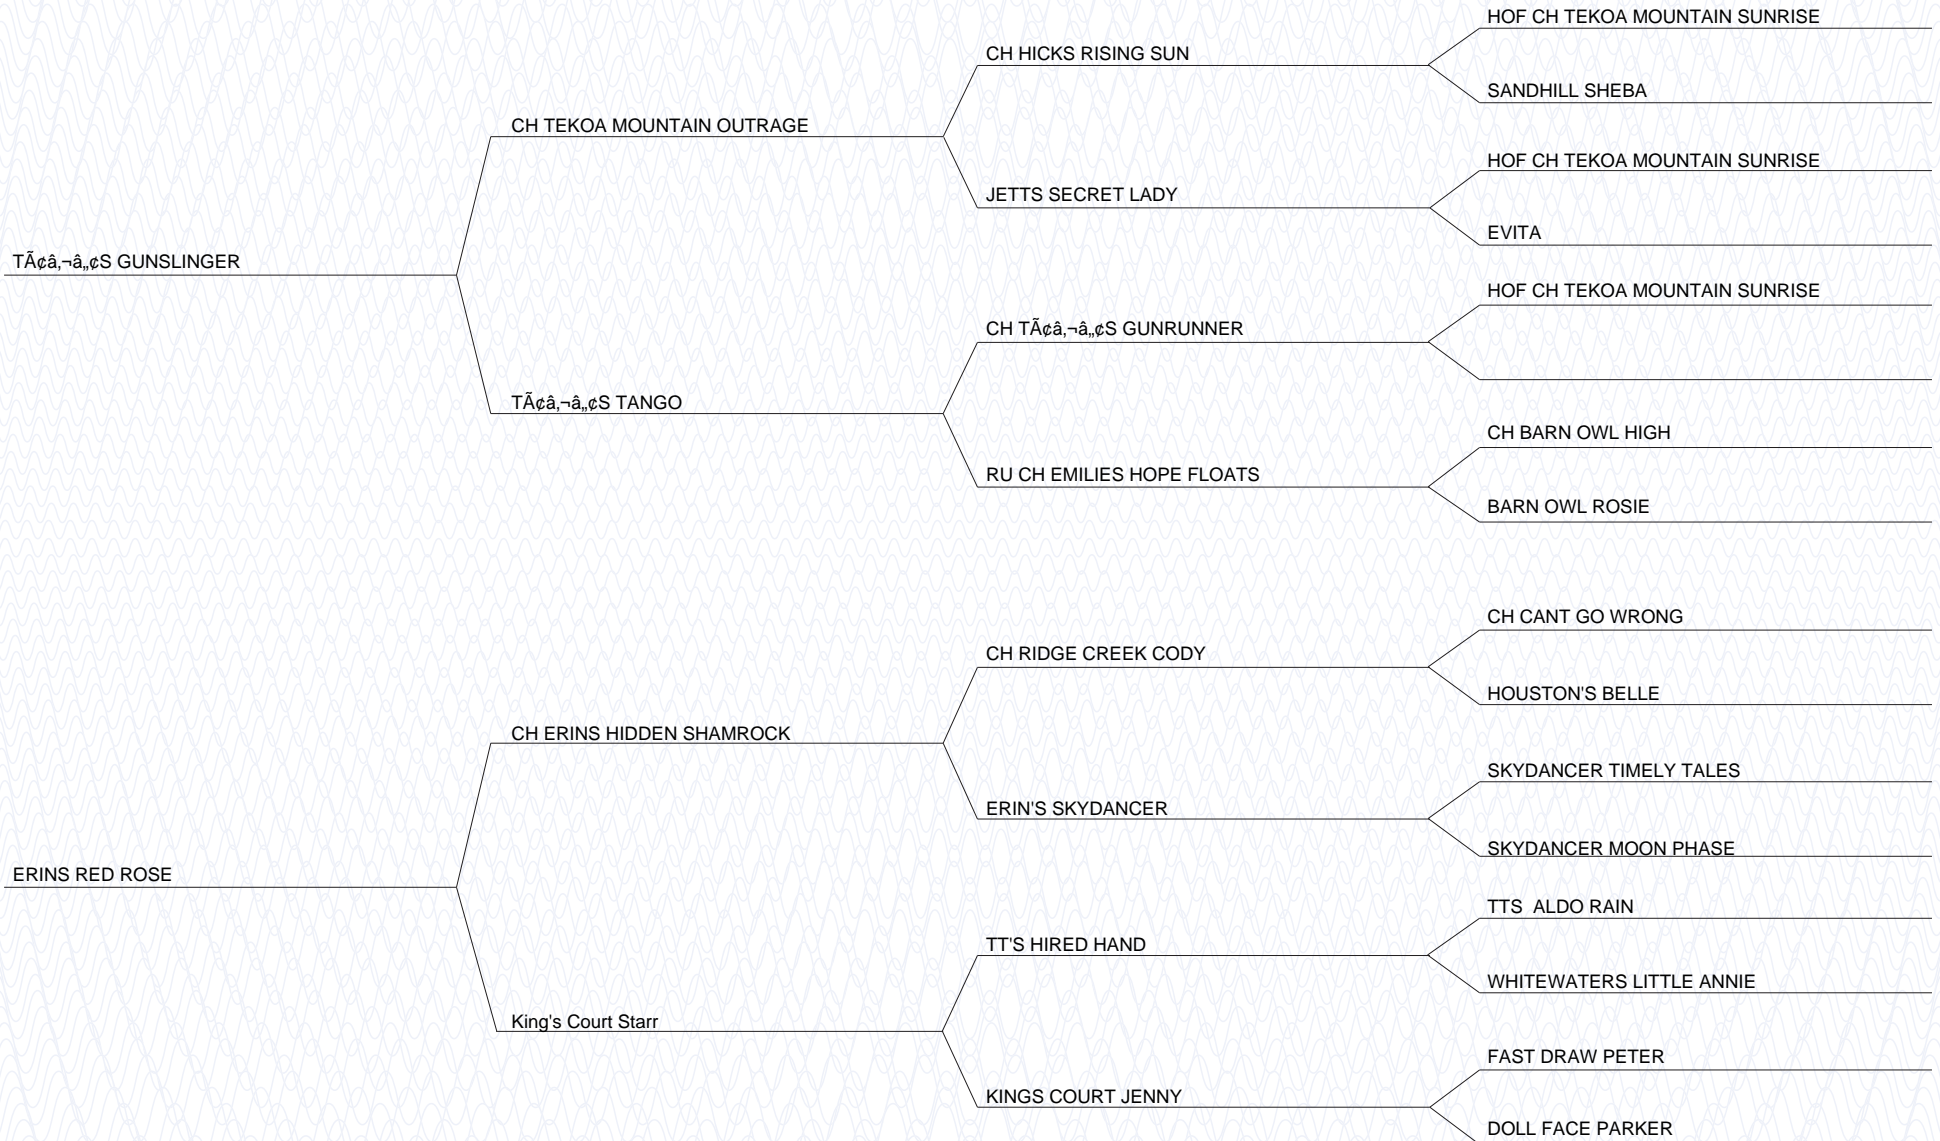 HOF CH TEKOA MOUNTAIN SUNRISE
CH HICKS RISING SUN
SANDHILL SHEBA
CH TEKOA MOUNTAIN OUTRAGE
HOF CH TEKOA MOUNTAIN SUNRISE
JETTS SECRET LADY
EVITA
TÃ¢â‚¬â„¢S GUNSLINGER
HOF CH TEKOA MOUNTAIN SUNRISE
CH TÃ¢â‚¬â„¢S GUNRUNNER
TÃ¢â‚¬â„¢S TANGO
CH BARN OWL HIGH
RU CH EMILIES HOPE FLOATS
BARN OWL ROSIE
CH CANT GO WRONG
CH RIDGE CREEK CODY
HOUSTON'S BELLE
CH ERINS HIDDEN SHAMROCK
SKYDANCER TIMELY TALES
ERIN'S SKYDANCER
SKYDANCER MOON PHASE
ERINS RED ROSE
TTS  ALDO RAIN
TT'S HIRED HAND
WHITEWATERS LITTLE ANNIE
King's Court Starr
FAST DRAW PETER
KINGS COURT JENNY
DOLL FACE PARKER